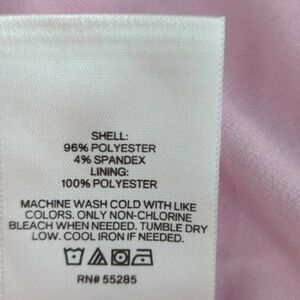 SHELL:
96% POLYESTER
4% SPANDEX
LINING:
100% POLYESTER
MACHINE WASH COLD WITH LIKE
COLORS. ONLY NON-CHLORINE
BLEACH WHEN NEEDED. TUMBLE DRY
LOW. COOL IRON IF NEEDED.
RN# 55285